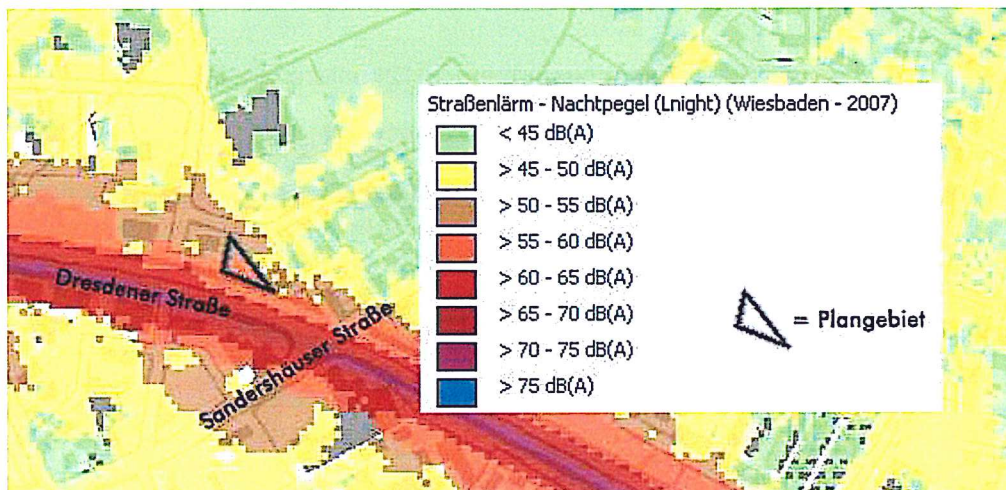 Straßenlärm - Nachtpegel (Lnight) (Wiesbaden - 2007)
< 45 dB(A)
> 45 - 50 dB(A)
> 50 - 55 dB(A)
> 55 - 60 dB(A)
> 60 - 65 dB(A)
> 65 - 70 dB(A)
> 70 - 75 dB(A)
> 75 dB(A)
= Plangebiet
Dresdener Straße
Sandershäuser Straße